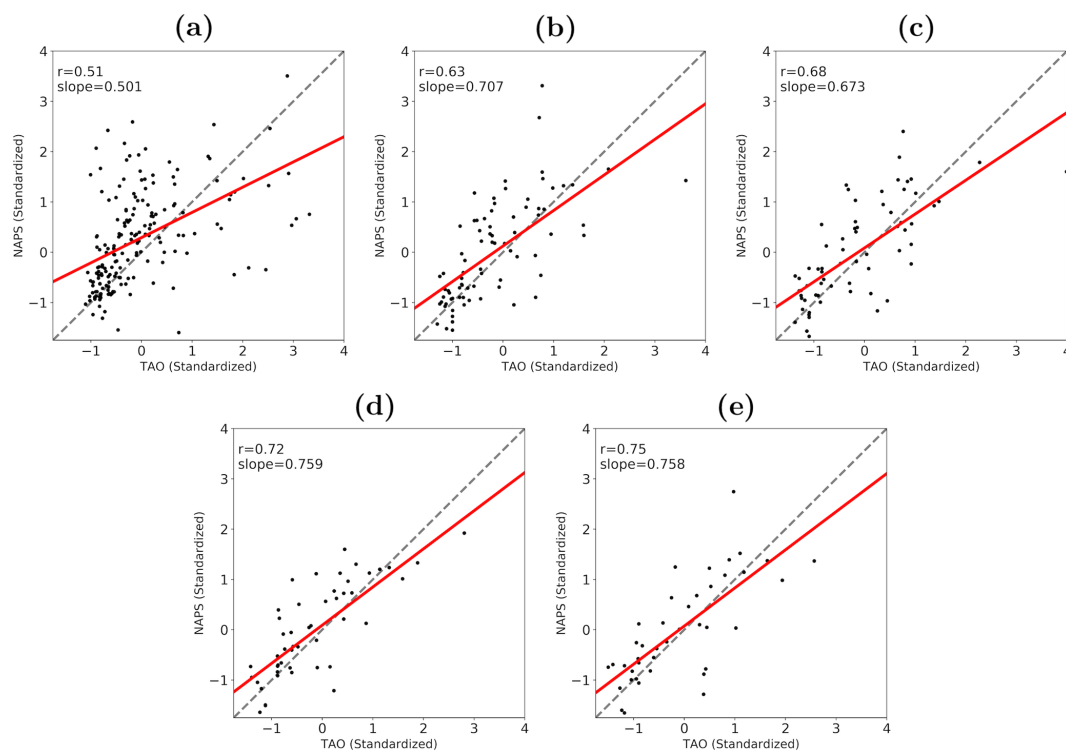 (a)
r=0.51
slope=0.501
4
3
2
1
0
−1
NAPS (Standardized)
−1 0 1 2 3 4
TAO (Standardized)
(b)
r=0.63
slope=0.707
4
3
2
1
0
−1
NAPS (Standardized)
−1 0 1 2 3 4
TAO (Standardized)
(c)
r=0.68
slope=0.673
4
3
2
1
0
−1
NAPS (Standardized)
−1 0 1 2 3 4
TAO (Standardized)
(d)
r=0.72
slope=0.759
4
3
2
1
0
−1
NAPS (Standardized)
−1 0 1 2 3 4
TAO (Standardized)
(e)
r=0.75
slope=0.758
4
3
2
1
0
−1
NAPS (Standardized)
−1 0 1 2 3 4
TAO (Standardized)